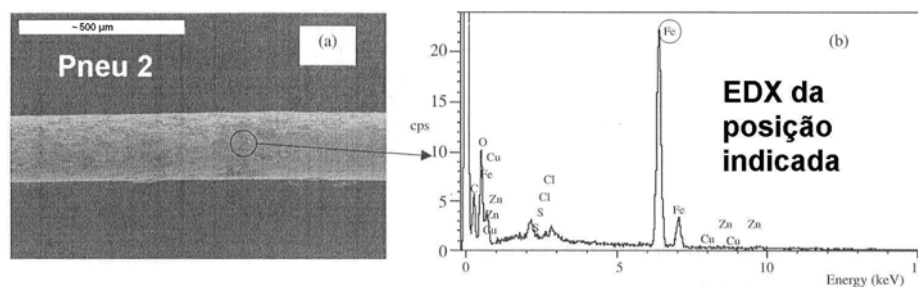 ~ 500 µm
(a)
Pneu 2
(b)
Fe
EDX da
posição
indicada
cps
20
15
10
5
0
O
Cu
Fe
C
Zn
Zn
Cu
Cl
Cl
S
S
Fe
Cu
Zn
Cu
Zn
0
5
10
15
Energy (keV)